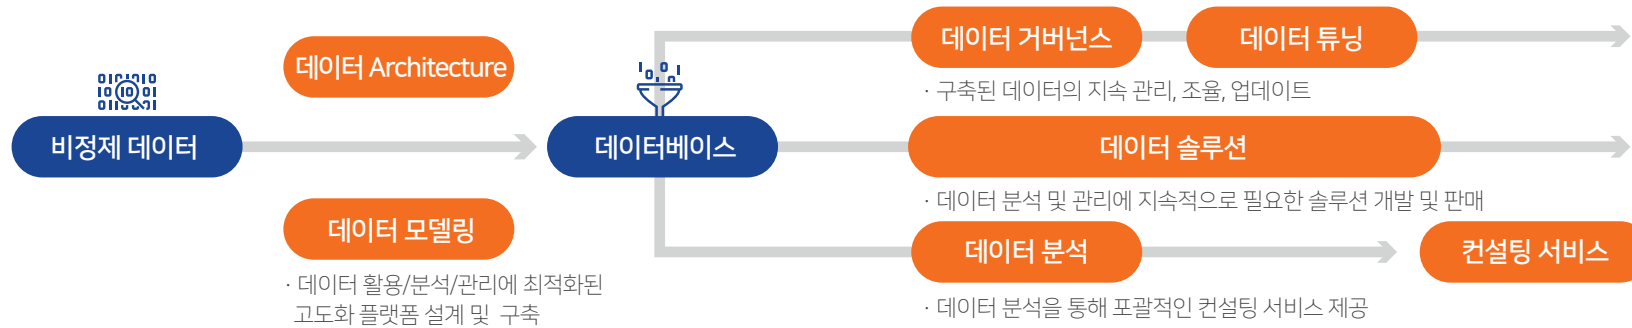 데이터 Architecture
비정제 데이터
데이터 모델링
· 데이터 활용/분석/관리에 최적화된
고도화 플랫폼 설계 및 구축
데이터베이스
데이터 거버넌스
데이터 튜닝
· 구축된 데이터의 지속 관리, 조율, 업데이트
데이터 솔루션
· 데이터 분석 및 관리에 지속적으로 필요한 솔루션 개발 및 판매
데이터 분석
컨설팅 서비스
· 데이터 분석을 통해 포괄적인 컨설팅 서비스 제공